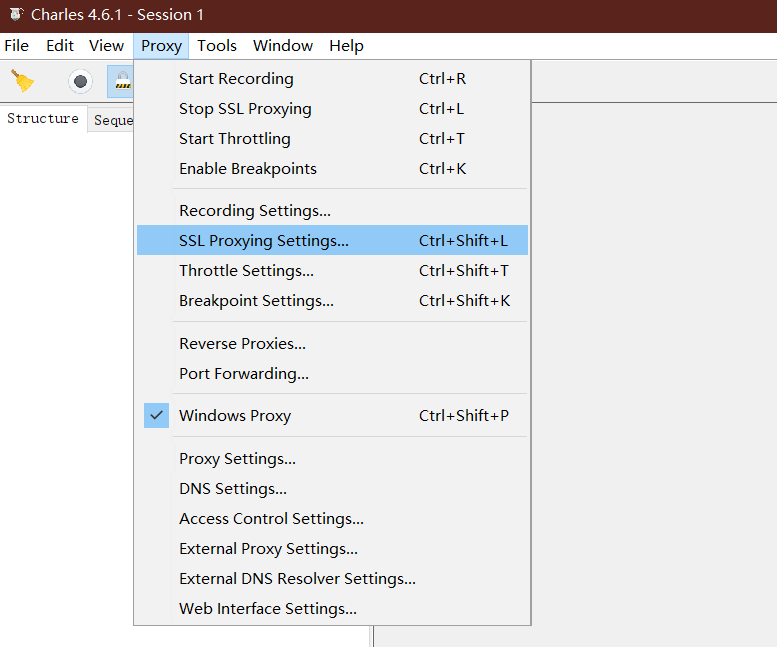 Charles 4.6.1 - Session 1
File Edit View Proxy Tools Window Help
Structure Seque
Start Recording Ctrl+R
Stop SSL Proxying Ctrl+L
Start Throttling Ctrl+T
Enable Breakpoints Ctrl+K
Recording Settings...
SSL Proxying Settings... Ctrl+Shift+L
Throttle Settings... Ctrl+Shift+T
Breakpoint Settings... Ctrl+Shift+K
Reverse Proxies...
Port Forwarding...
Windows Proxy Ctrl+Shift+P
Proxy Settings...
DNS Settings...
Access Control Settings...
External Proxy Settings...
External DNS Resolver Settings...
Web Interface Settings...